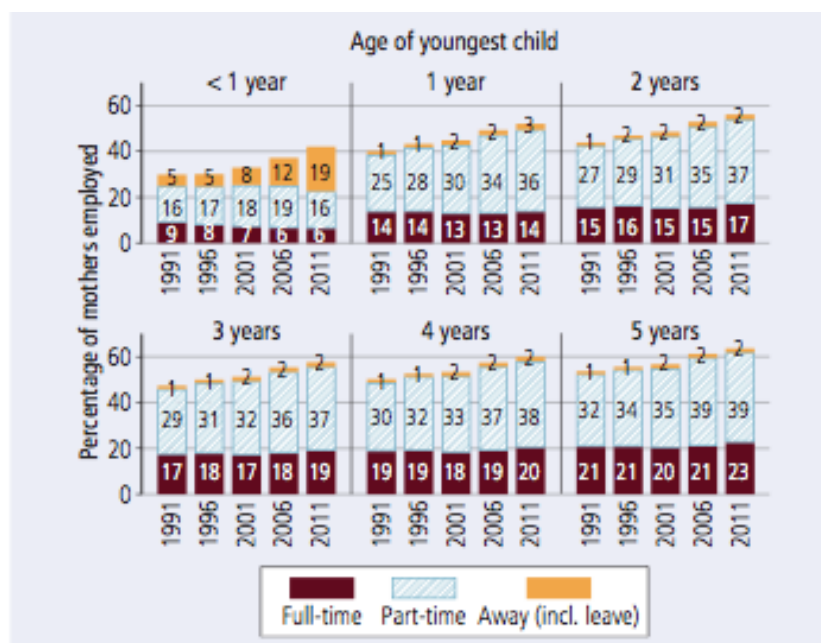 Age of youngest child
< 1 year 1 year 2 years
Percentage of mothers employed
60
40
20
0
5 5 8 12 19
16 17 18 19 16
9 8 7 6 6
1 1 2 2 3
25 28 30 34 36
14 14 13 13 14
1 2 2 2 2
27 29 31 35 37
15 16 15 15 17
1991 1996 2001 2006 2011 1991 1996 2001 2006 2011 1991 1996 2001 2006 2011
3 years 4 years 5 years
60
40
20
0
1 1 2 2 2
29 31 32 36 37
17 18 17 18 19
1 1 2 2 2
30 32 33 37 38
19 19 18 19 20
1 1 2 2 2
32 34 35 39 39
21 21 20 21 23
1991 1996 2001 2006 2011 1991 1996 2001 2006 2011 1991 1996 2001 2006 2011
Full-time Part-time Away (incl. leave)